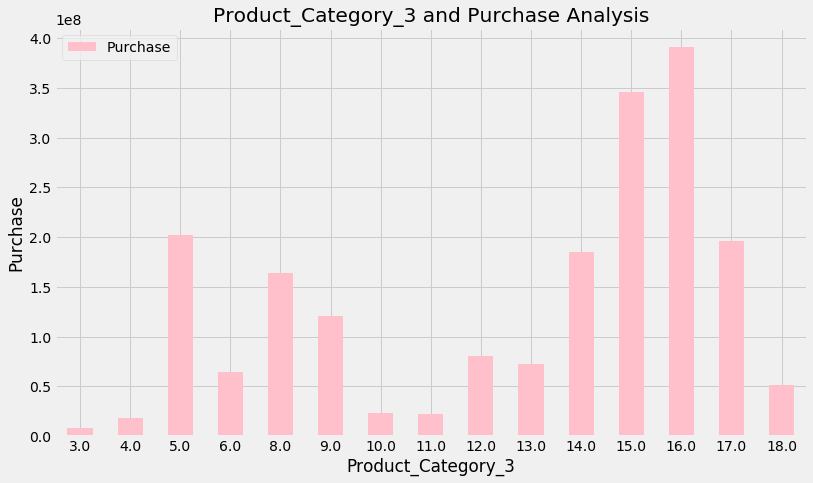 Product_Category_3 and Purchase Analysis
1e8
Purchase
4.0
3.5
3.0
2.5
2.0
1.5
1.0
0.5
0.0
Purchase
3.0 4.0 5.0 6.0 8.0 9.0 10.0 11.0 12.0 13.0 14.0 15.0 16.0 17.0 18.0
Product_Category_3